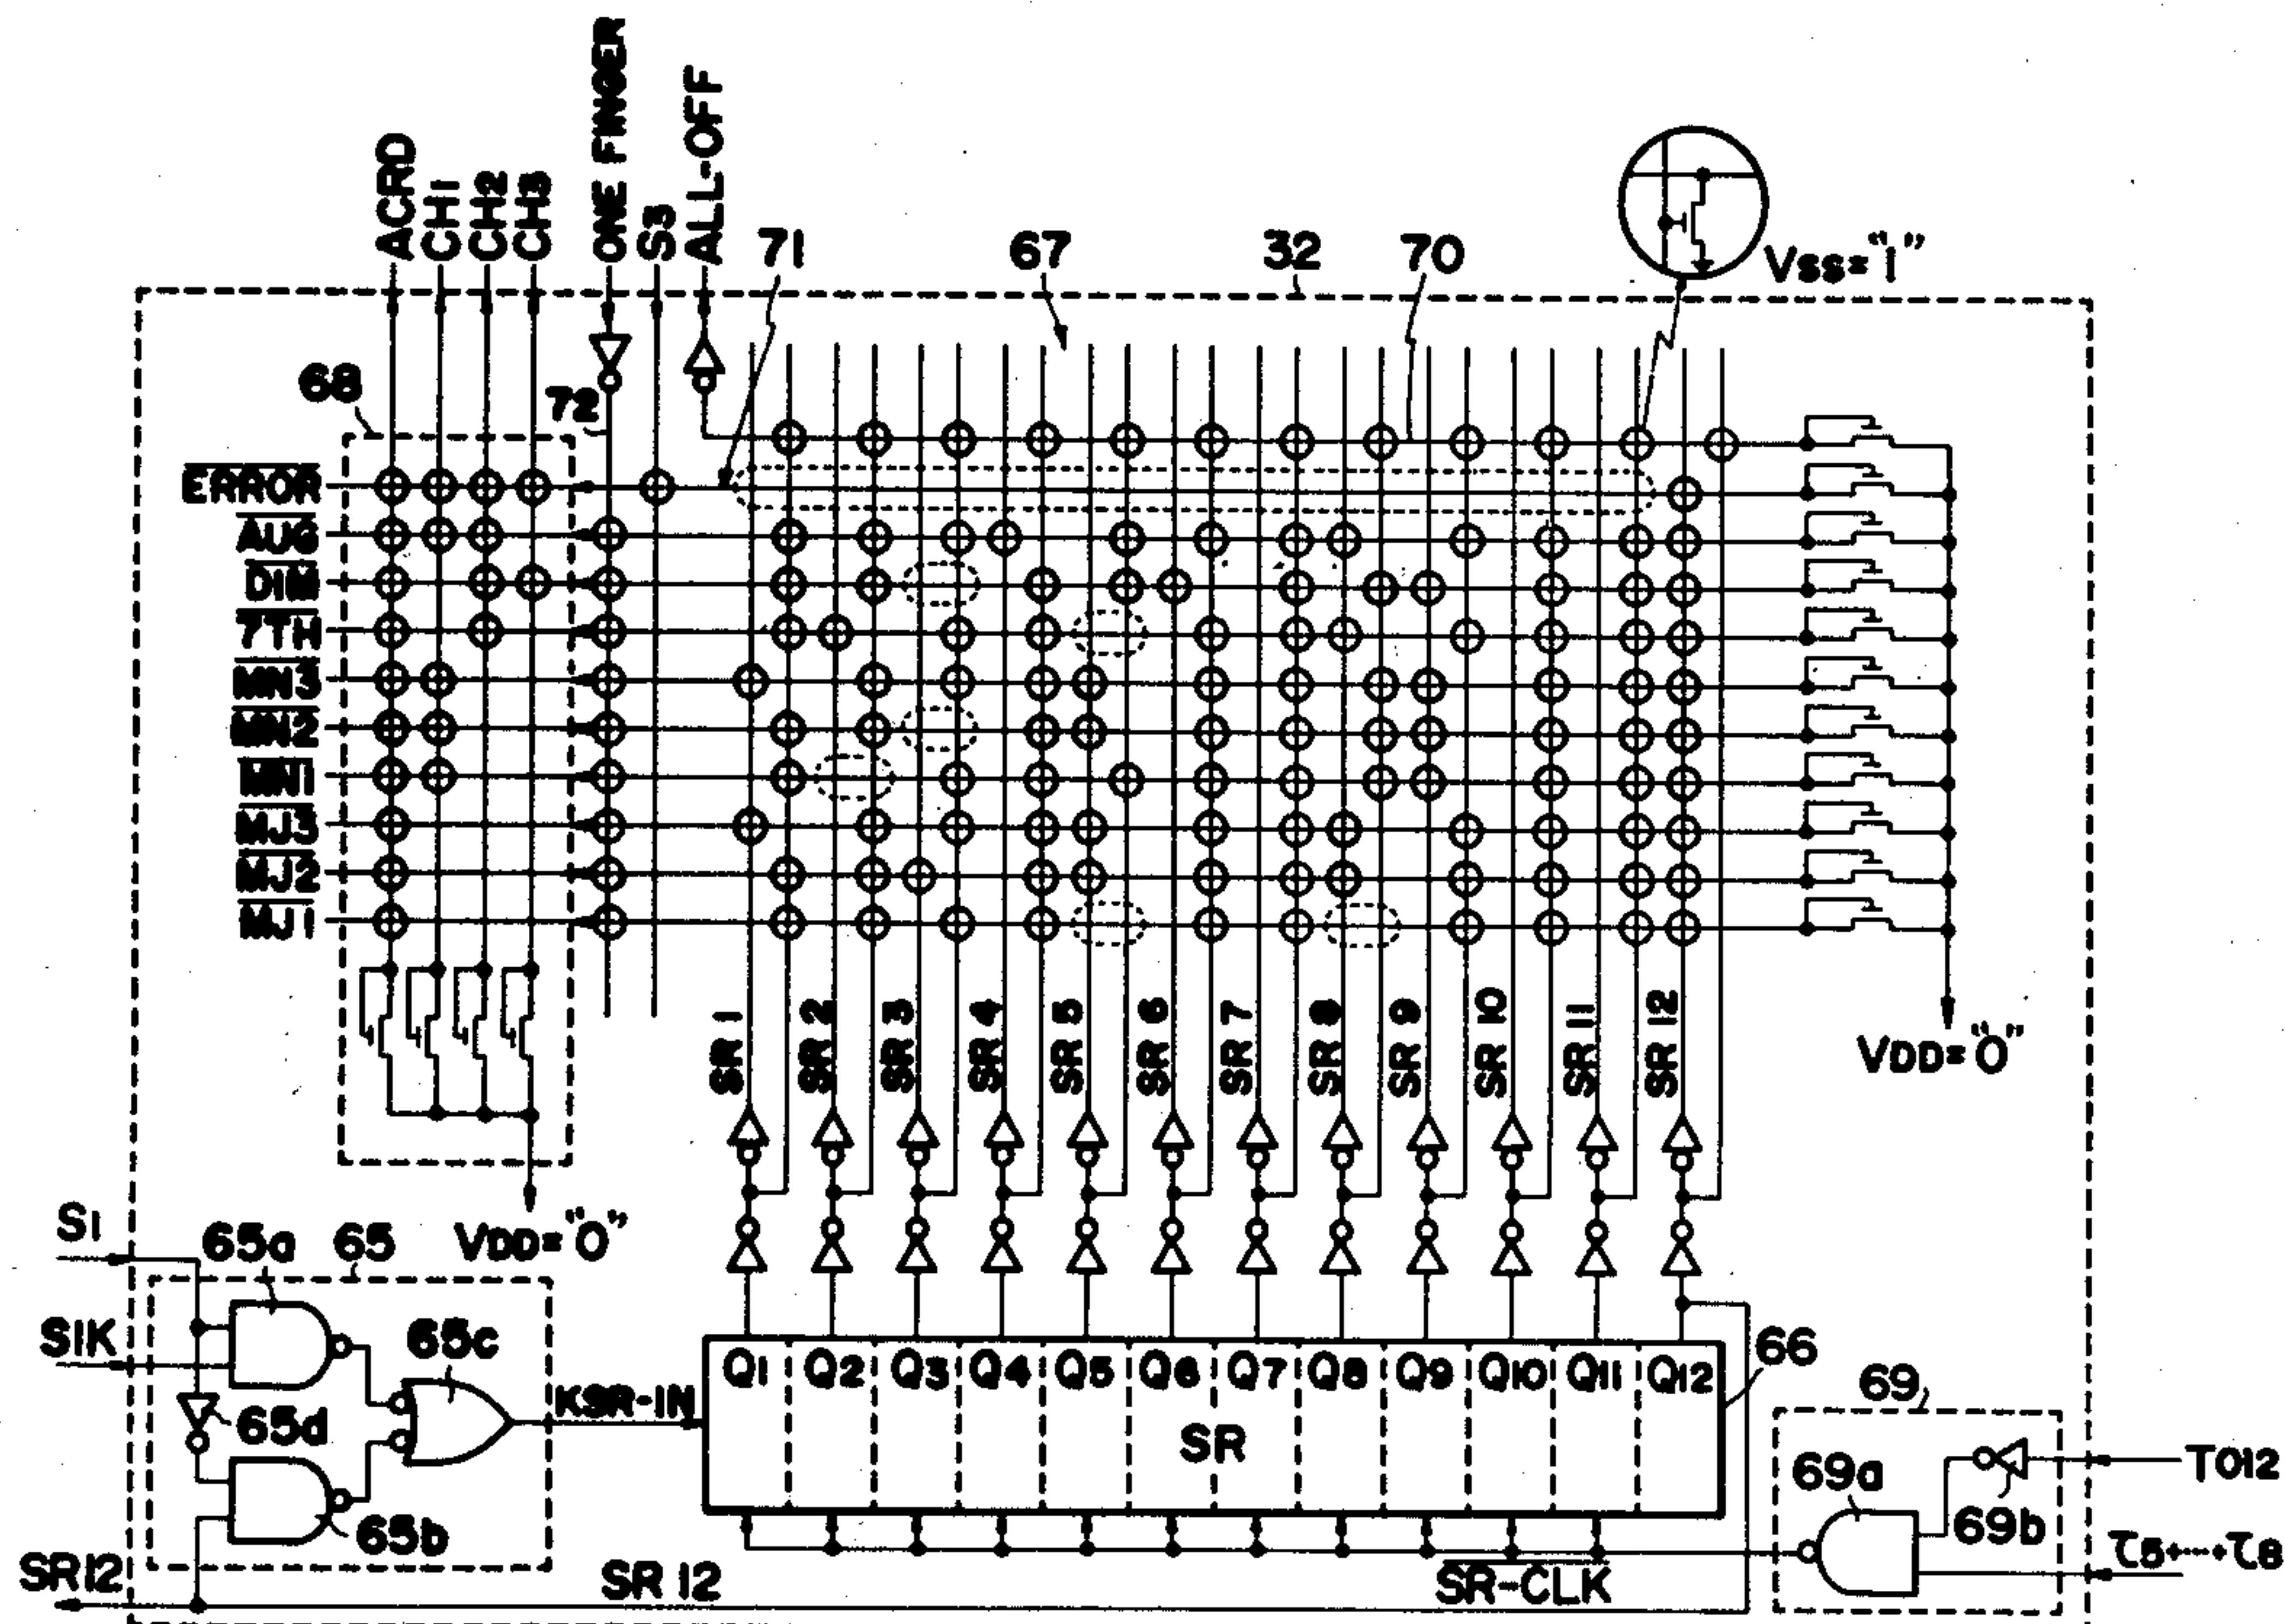 ACRD
CH1
CH2
CH3
ONE FINGER
S3
ALL-OFF
71
67
32
70
VSS="1"
68
72
ERROR
AUG
DIM
7TH
MN3
MN2
MN1
MJ3
MJ2
MJ1
SR 1
SR 2
SR 3
SR 4
SR 5
SR 6
SR 7
SR 8
SR 9
SR 10
SR 11
SR 12
VDD="0"
VDD="0"
S1
65a
65
S1K
65c
65d
65b
KSR-IN
Q1 Q2 Q3 Q4 Q5 Q6 Q7 Q8 Q9 Q10 Q11 Q12
SR
66
69
69a
69b
T012
τ5+···+τ8
SR-CLK
SR12
SR 12